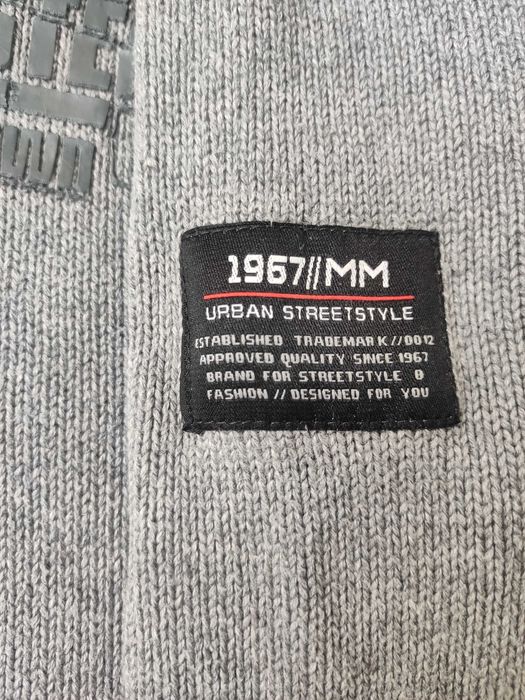 1967//MM
URBAN STREETSTYLE
ESTABLISHED TRADEMARK//0012
APPROVED QUALITY SINCE 1967
BRAND FOR STREETSTYLE &
FASHION // DESIGNED FOR YOU